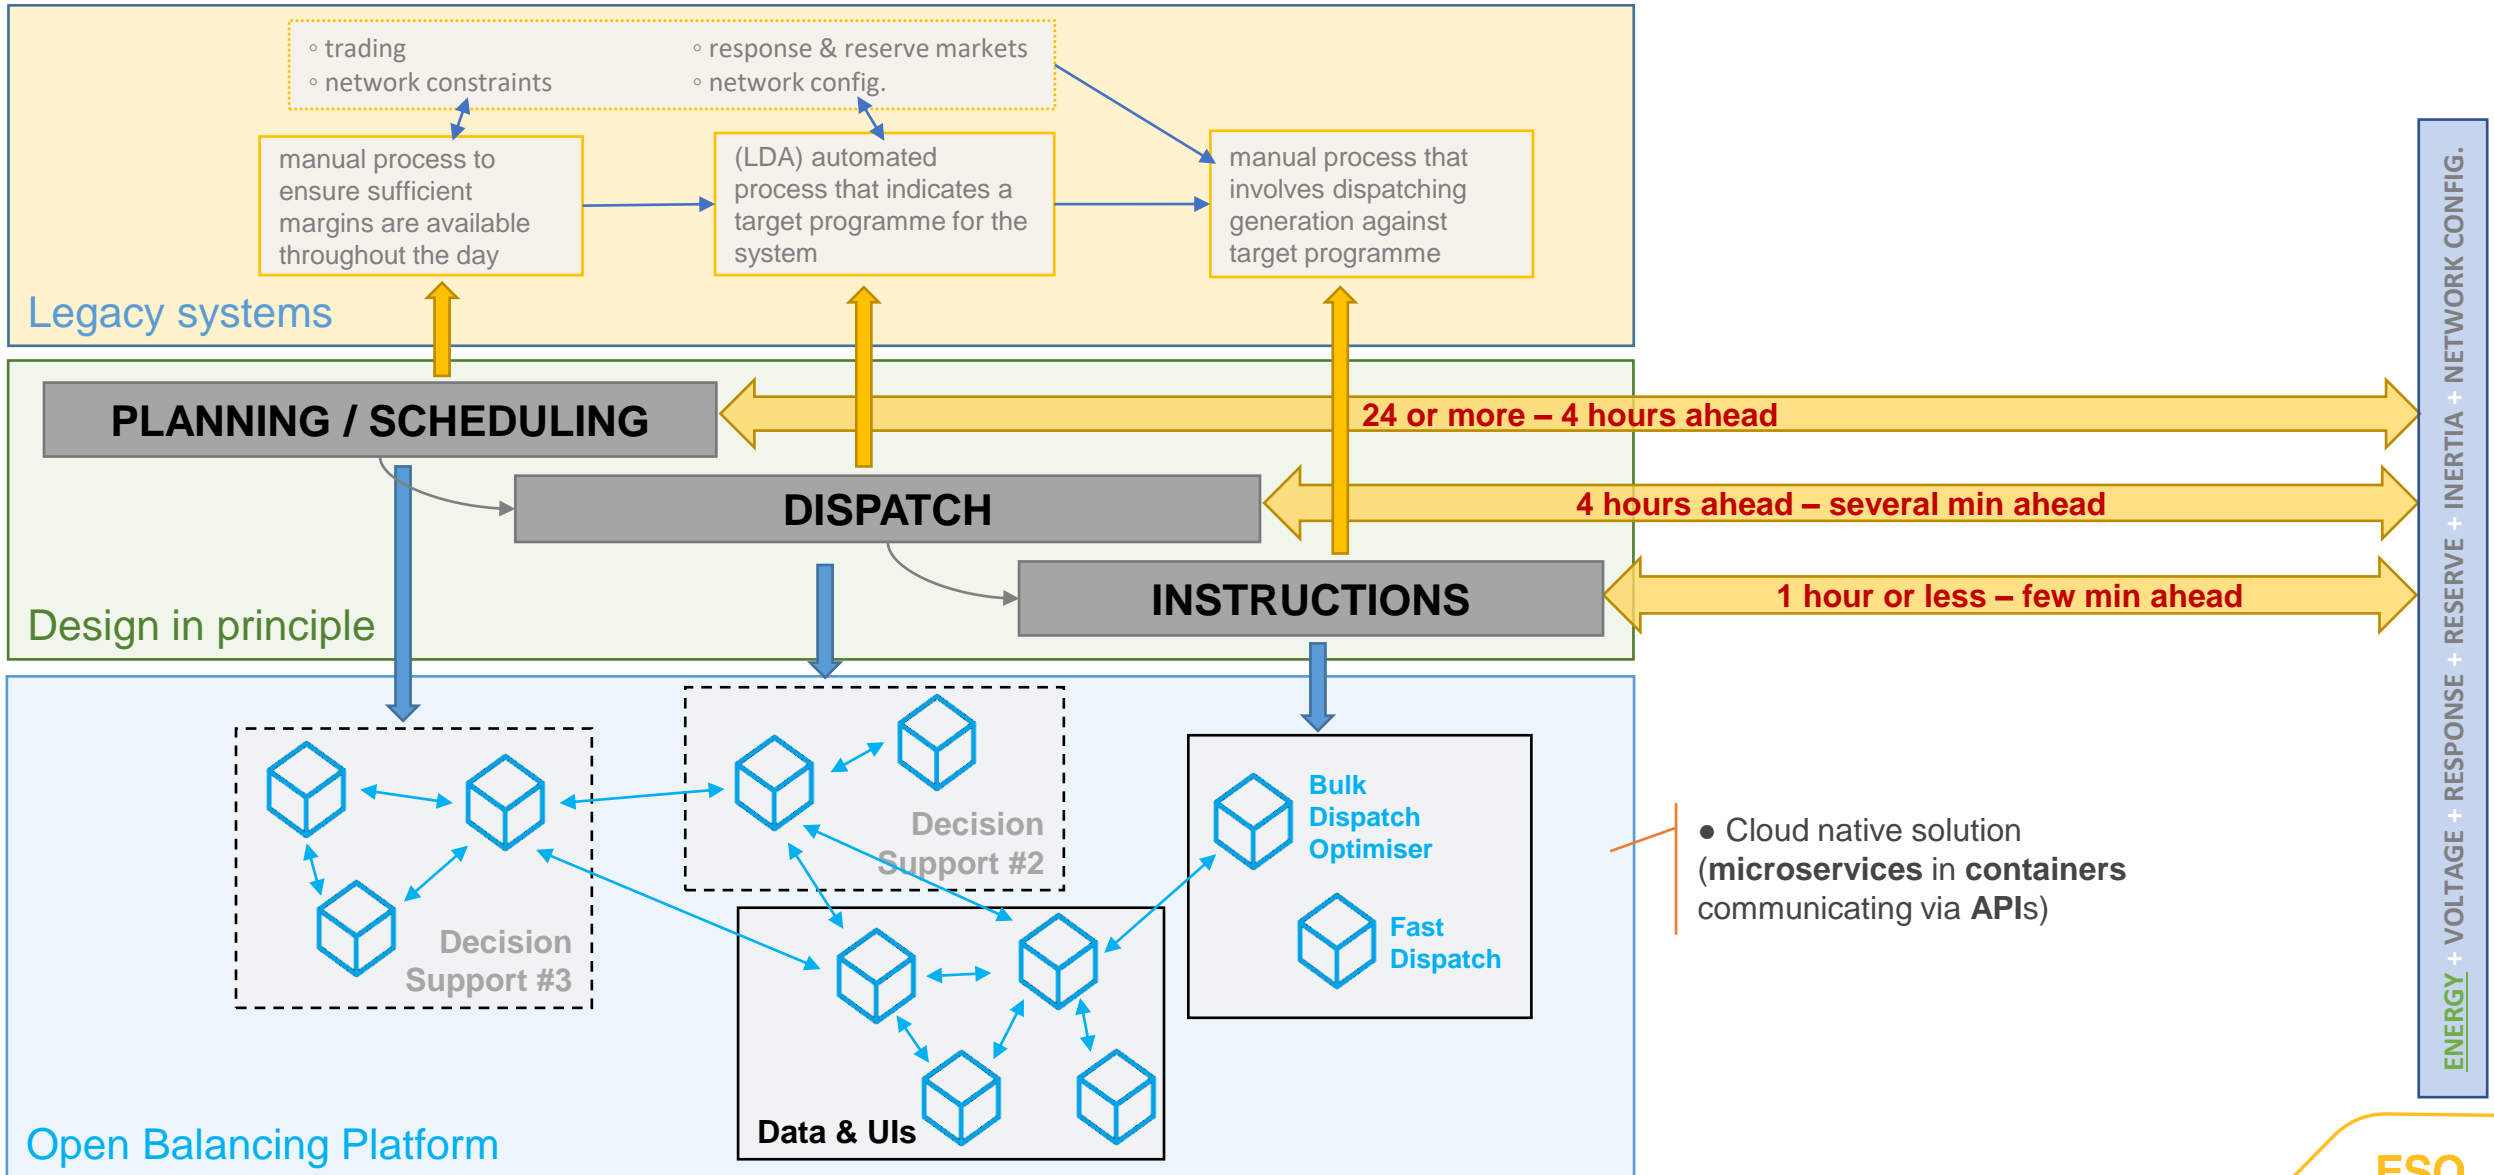 ◦ trading
◦ network constraints
◦ response & reserve markets
◦ network config.
manual process to
ensure sufficient
margins are available
throughout the day
(LDA) automated
process that indicates a
target programme for the
system
manual process that
involves dispatching
generation against
target programme
Legacy systems
PLANNING / SCHEDULING
24 or more – 4 hours ahead
DISPATCH
4 hours ahead – several min ahead
INSTRUCTIONS
1 hour or less – few min ahead
Design in principle
ENERGY + VOLTAGE + RESPONSE + RESERVE + INERTIA + NETWORK CONFIG.
Decision
Support #3
Decision
Support #2
Bulk
Dispatch
Optimiser
Fast
Dispatch
● Cloud native solution
(microservices in containers
communicating via APIs)
Data & UIs
Open Balancing Platform
ESO